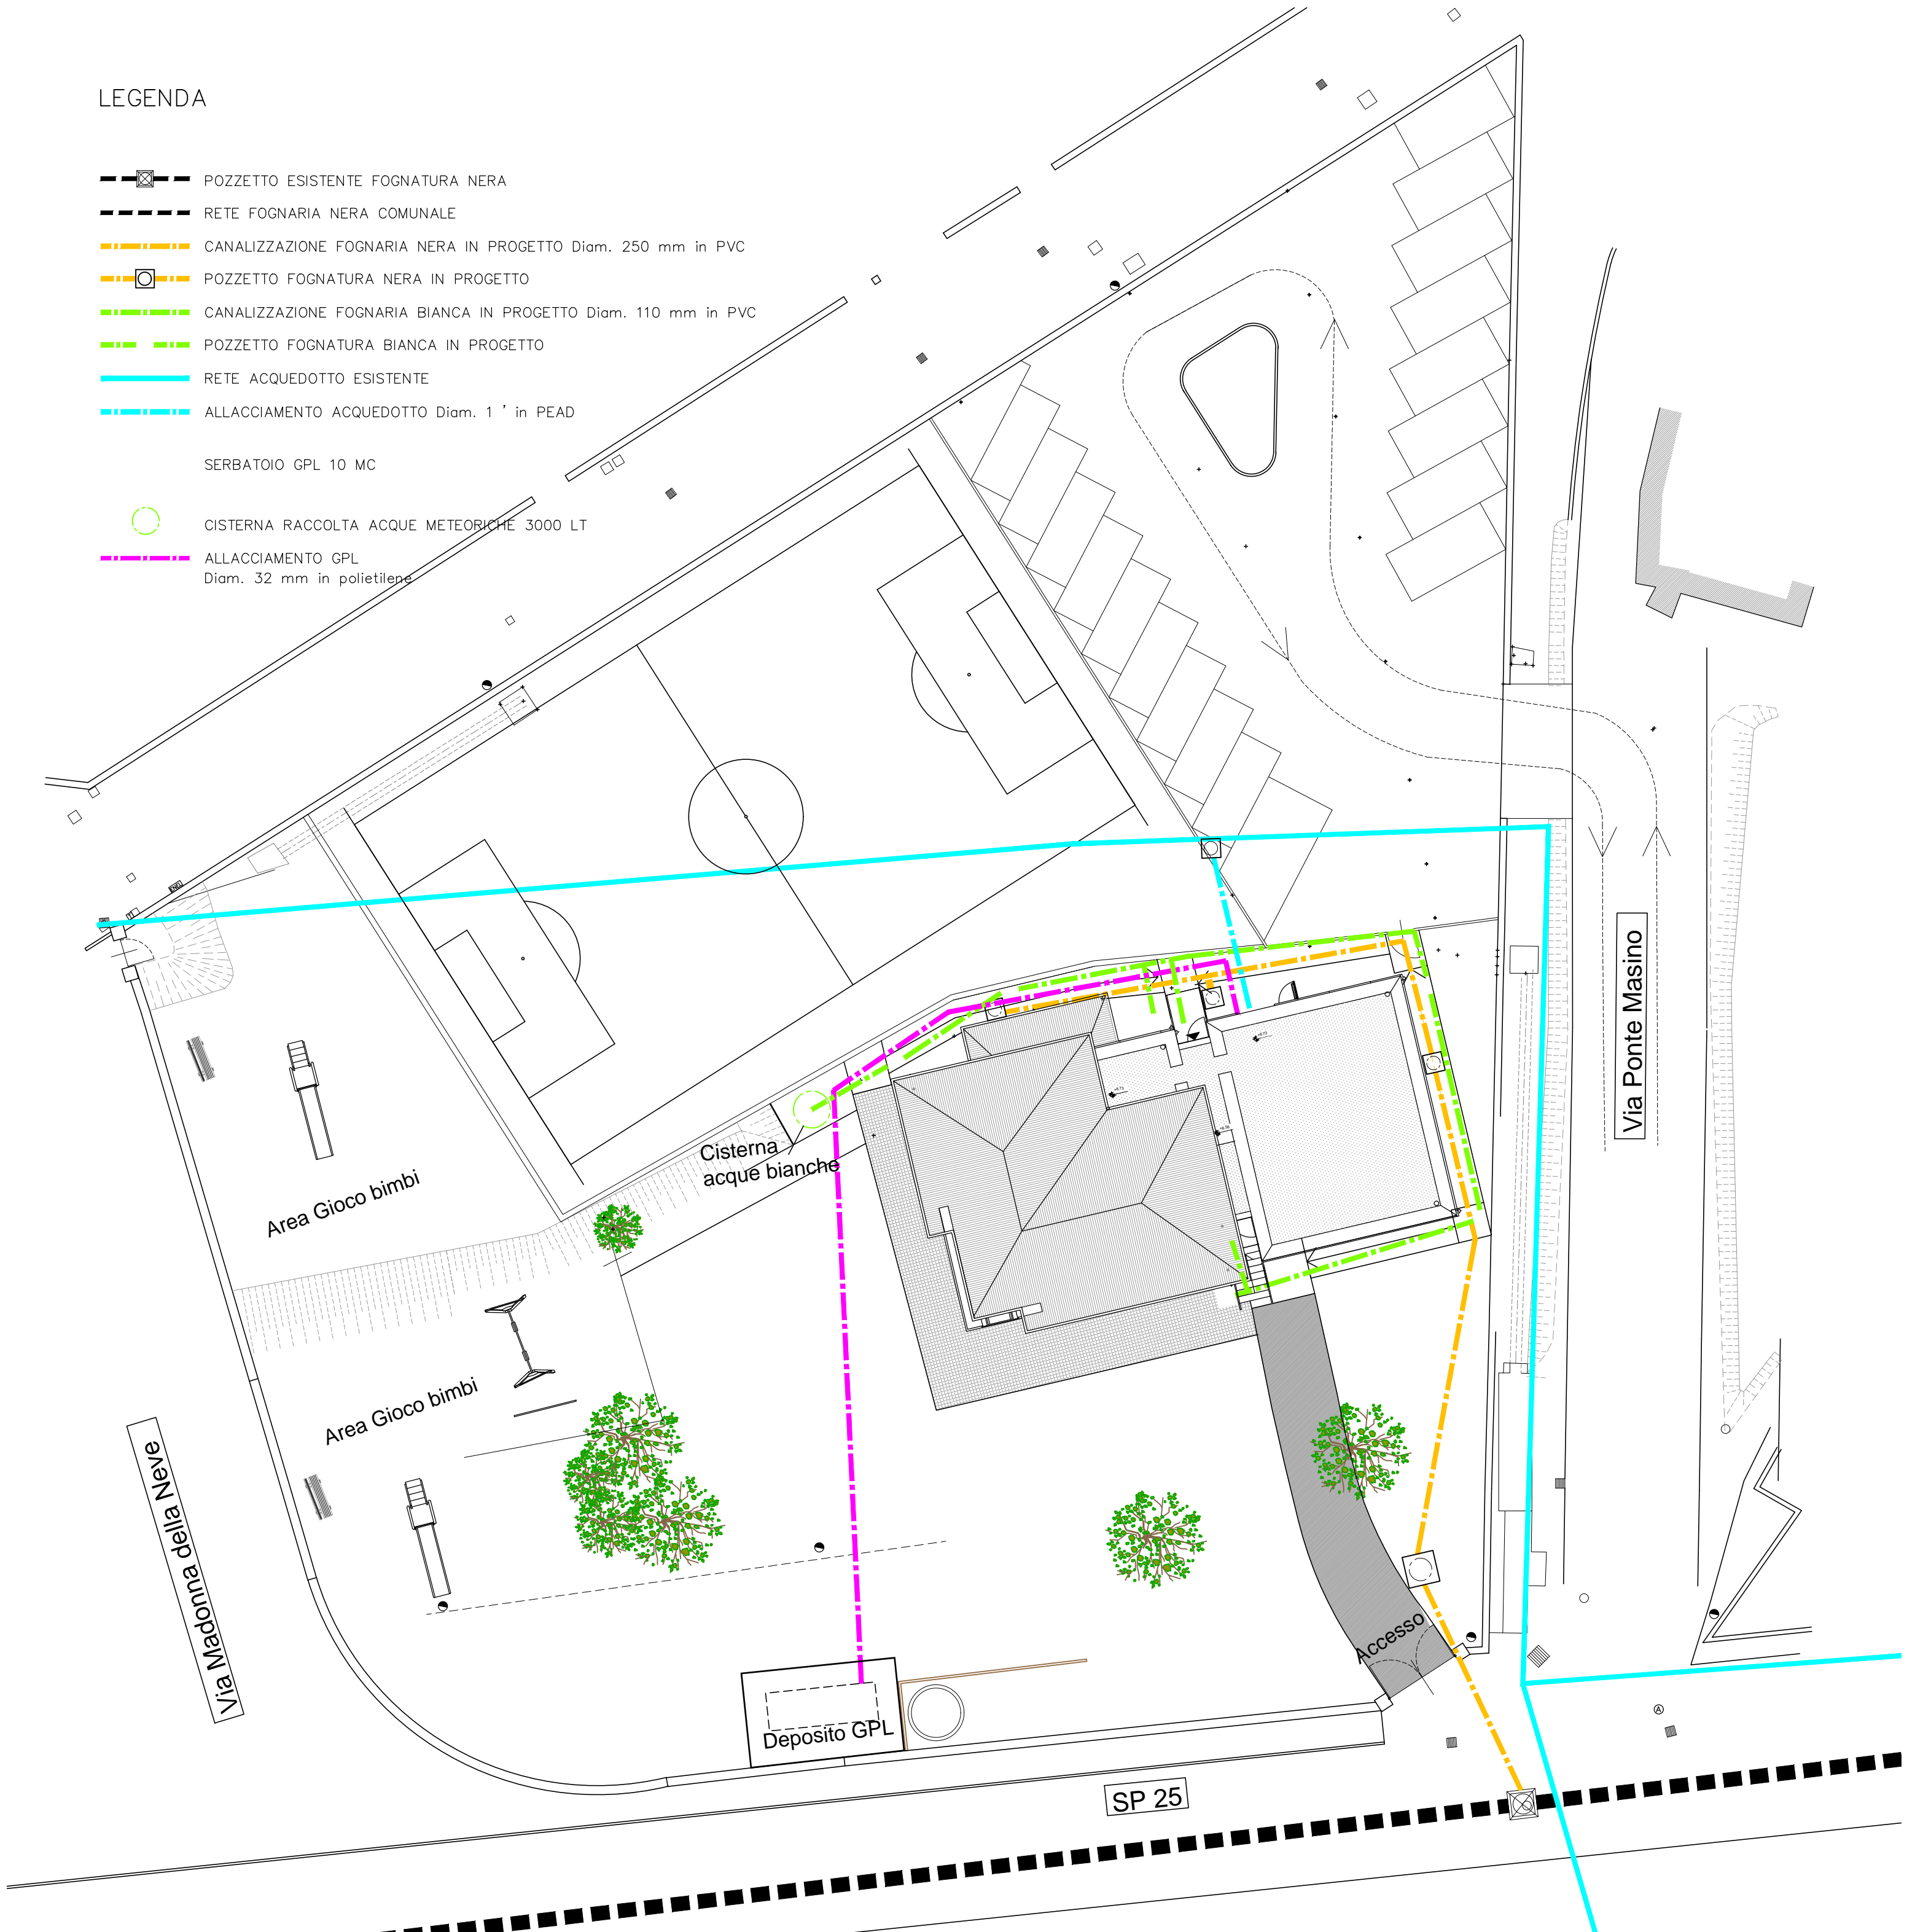 LEGENDA
POZZETTO ESISTENTE FOGNATURA NERA
RETE FOGNARIA NERA COMUNALE
CANALIZZAZIONE FOGNARIA NERA IN PROGETTO Diam. 250 mm in PVC
POZZETTO FOGNATURA NERA IN PROGETTO
CANALIZZAZIONE FOGNARIA BIANCA IN PROGETTO Diam. 110 mm in PVC
POZZETTO FOGNATURA BIANCA IN PROGETTO
RETE ACQUEDOTTO ESISTENTE
ALLACCIAMENTO ACQUEDOTTO Diam. 1 ' in PEAD
SERBATOIO GPL 10 MC
CISTERNA RACCOLTA ACQUE METEORICHE 3000 LT
ALLACCIAMENTO GPL
Diam. 32 mm in polietilene
Via Ponte Masino
Cisterna
acque bianche
Area Gioco bimbi
Area Gioco bimbi
Via Madonna della Neve
Accesso
Deposito GPL
SP 25
A